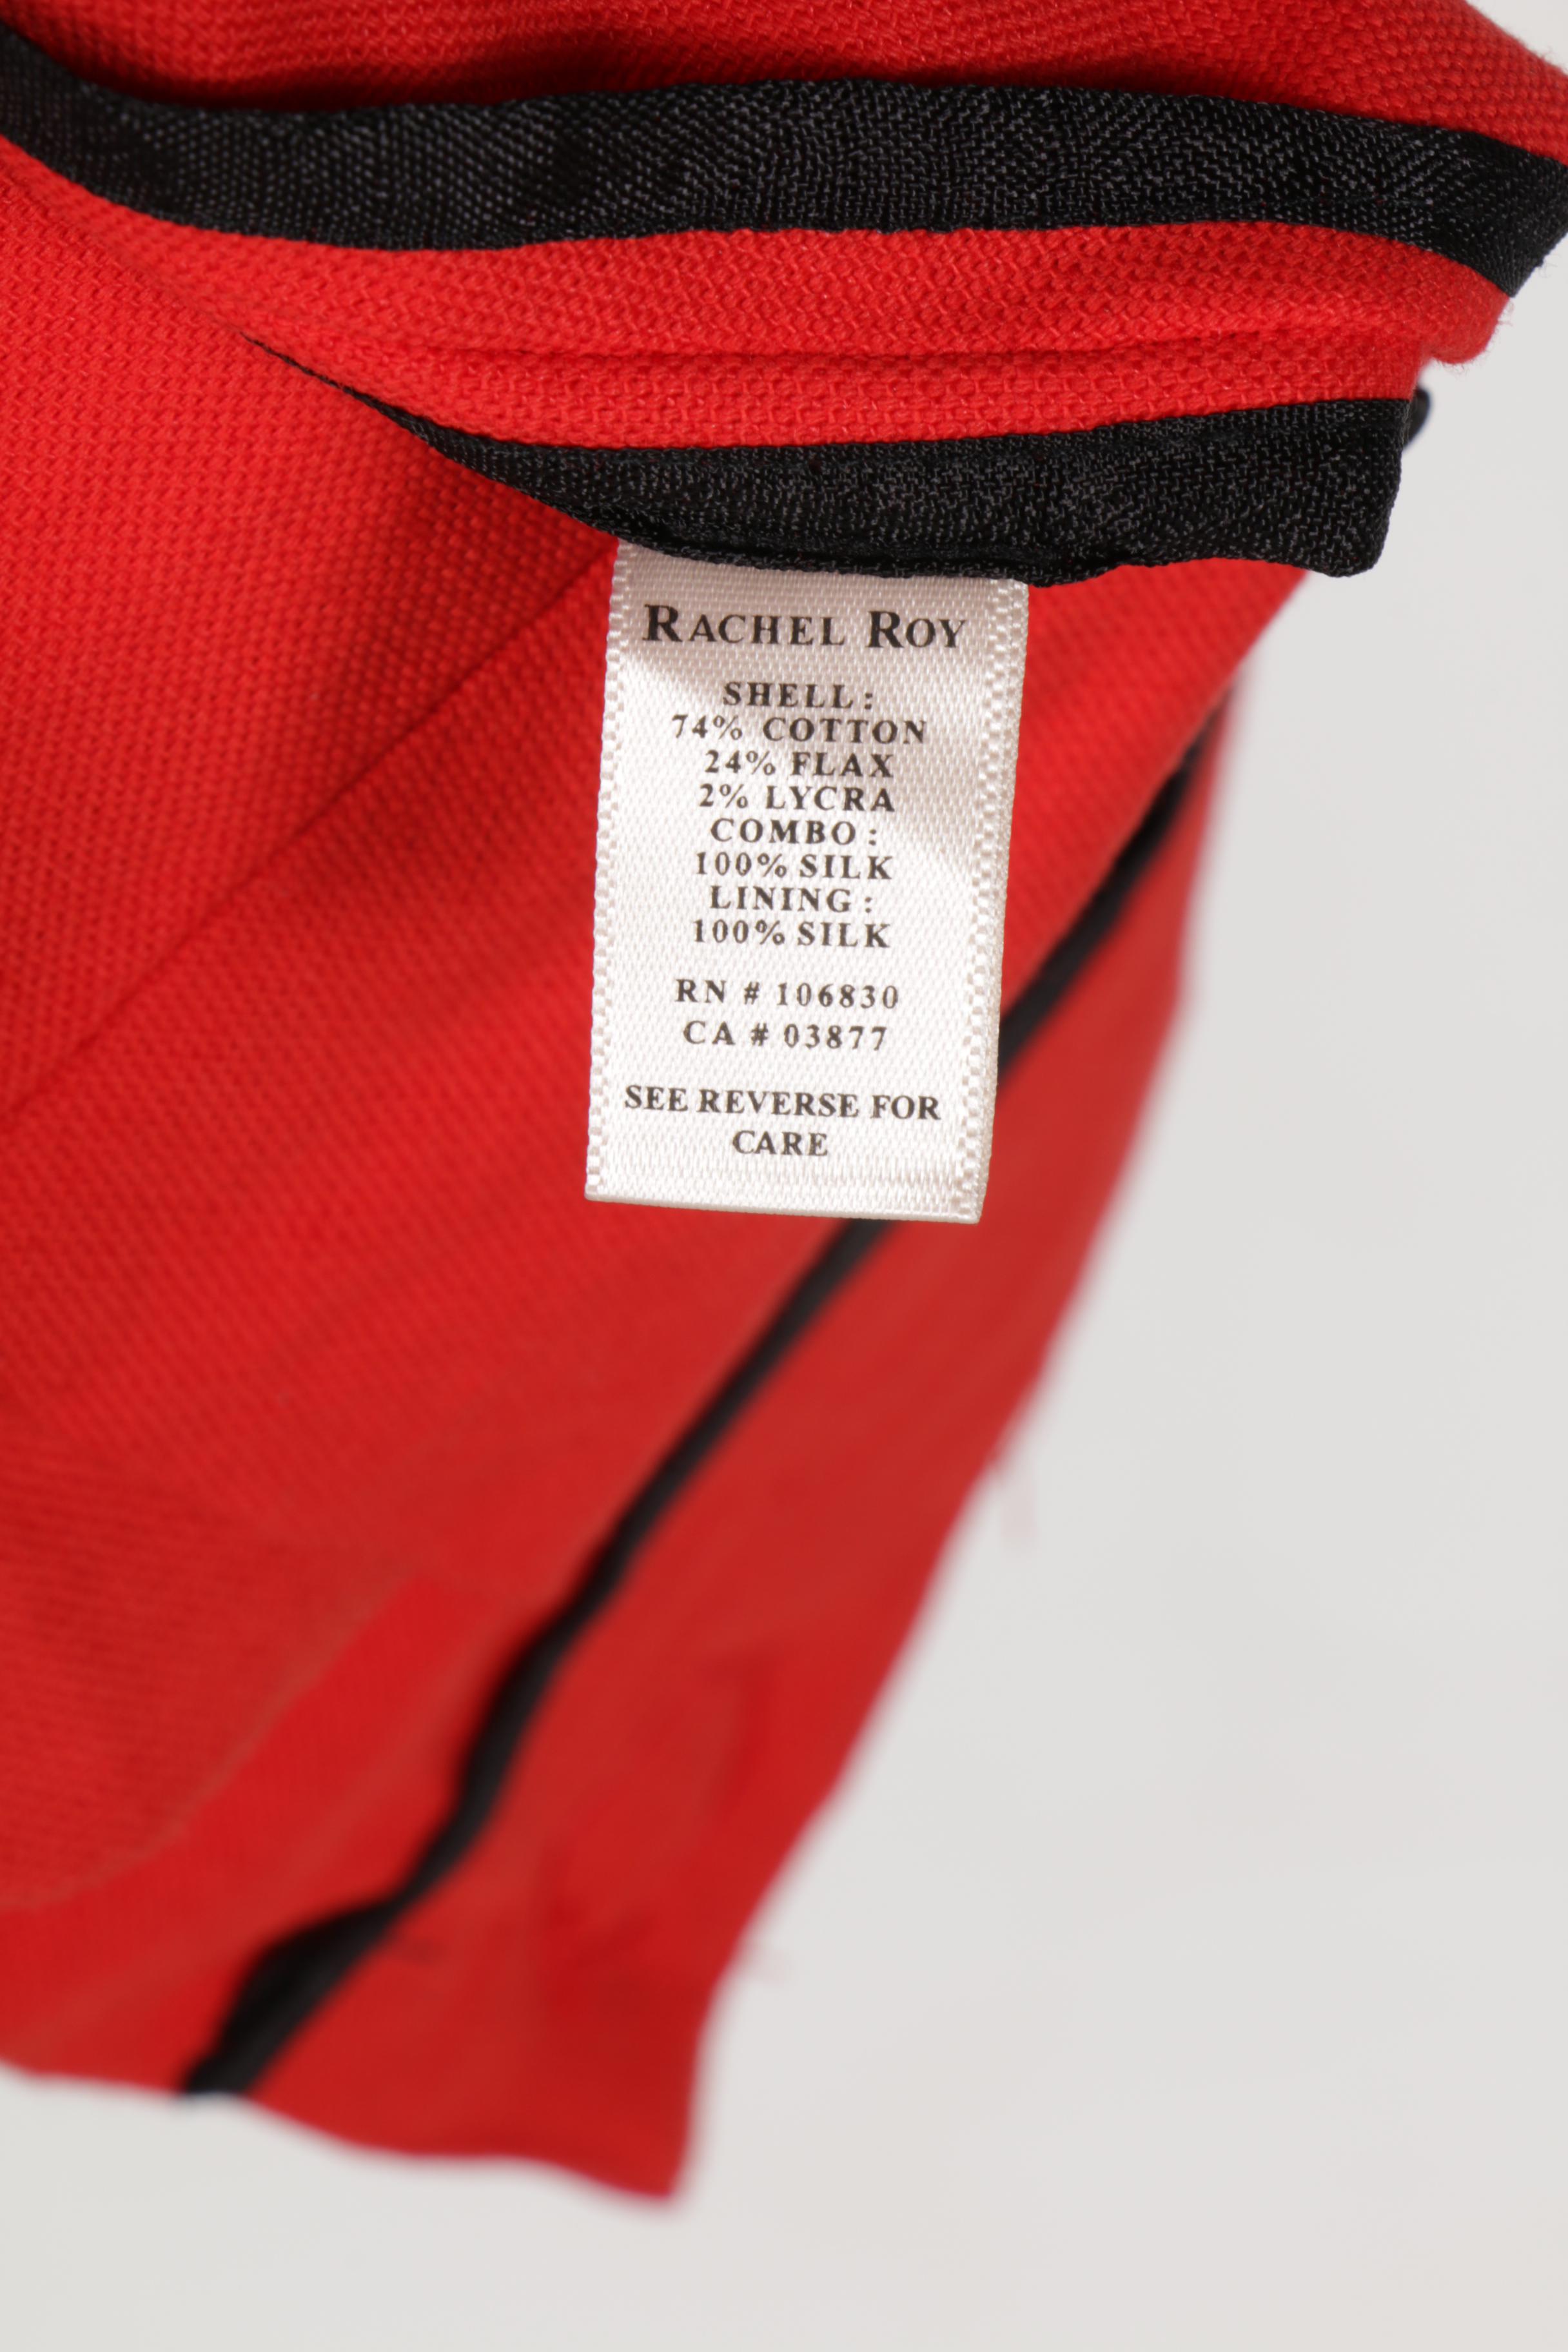 RACHEL ROY
SHELL:
74% COTTON
24% FLAX
2% LYCRA
COMBO:
100% SILK
LINING:
100% SILK
RN # 106830
CA # 03877
SEE REVERSE FOR
CARE